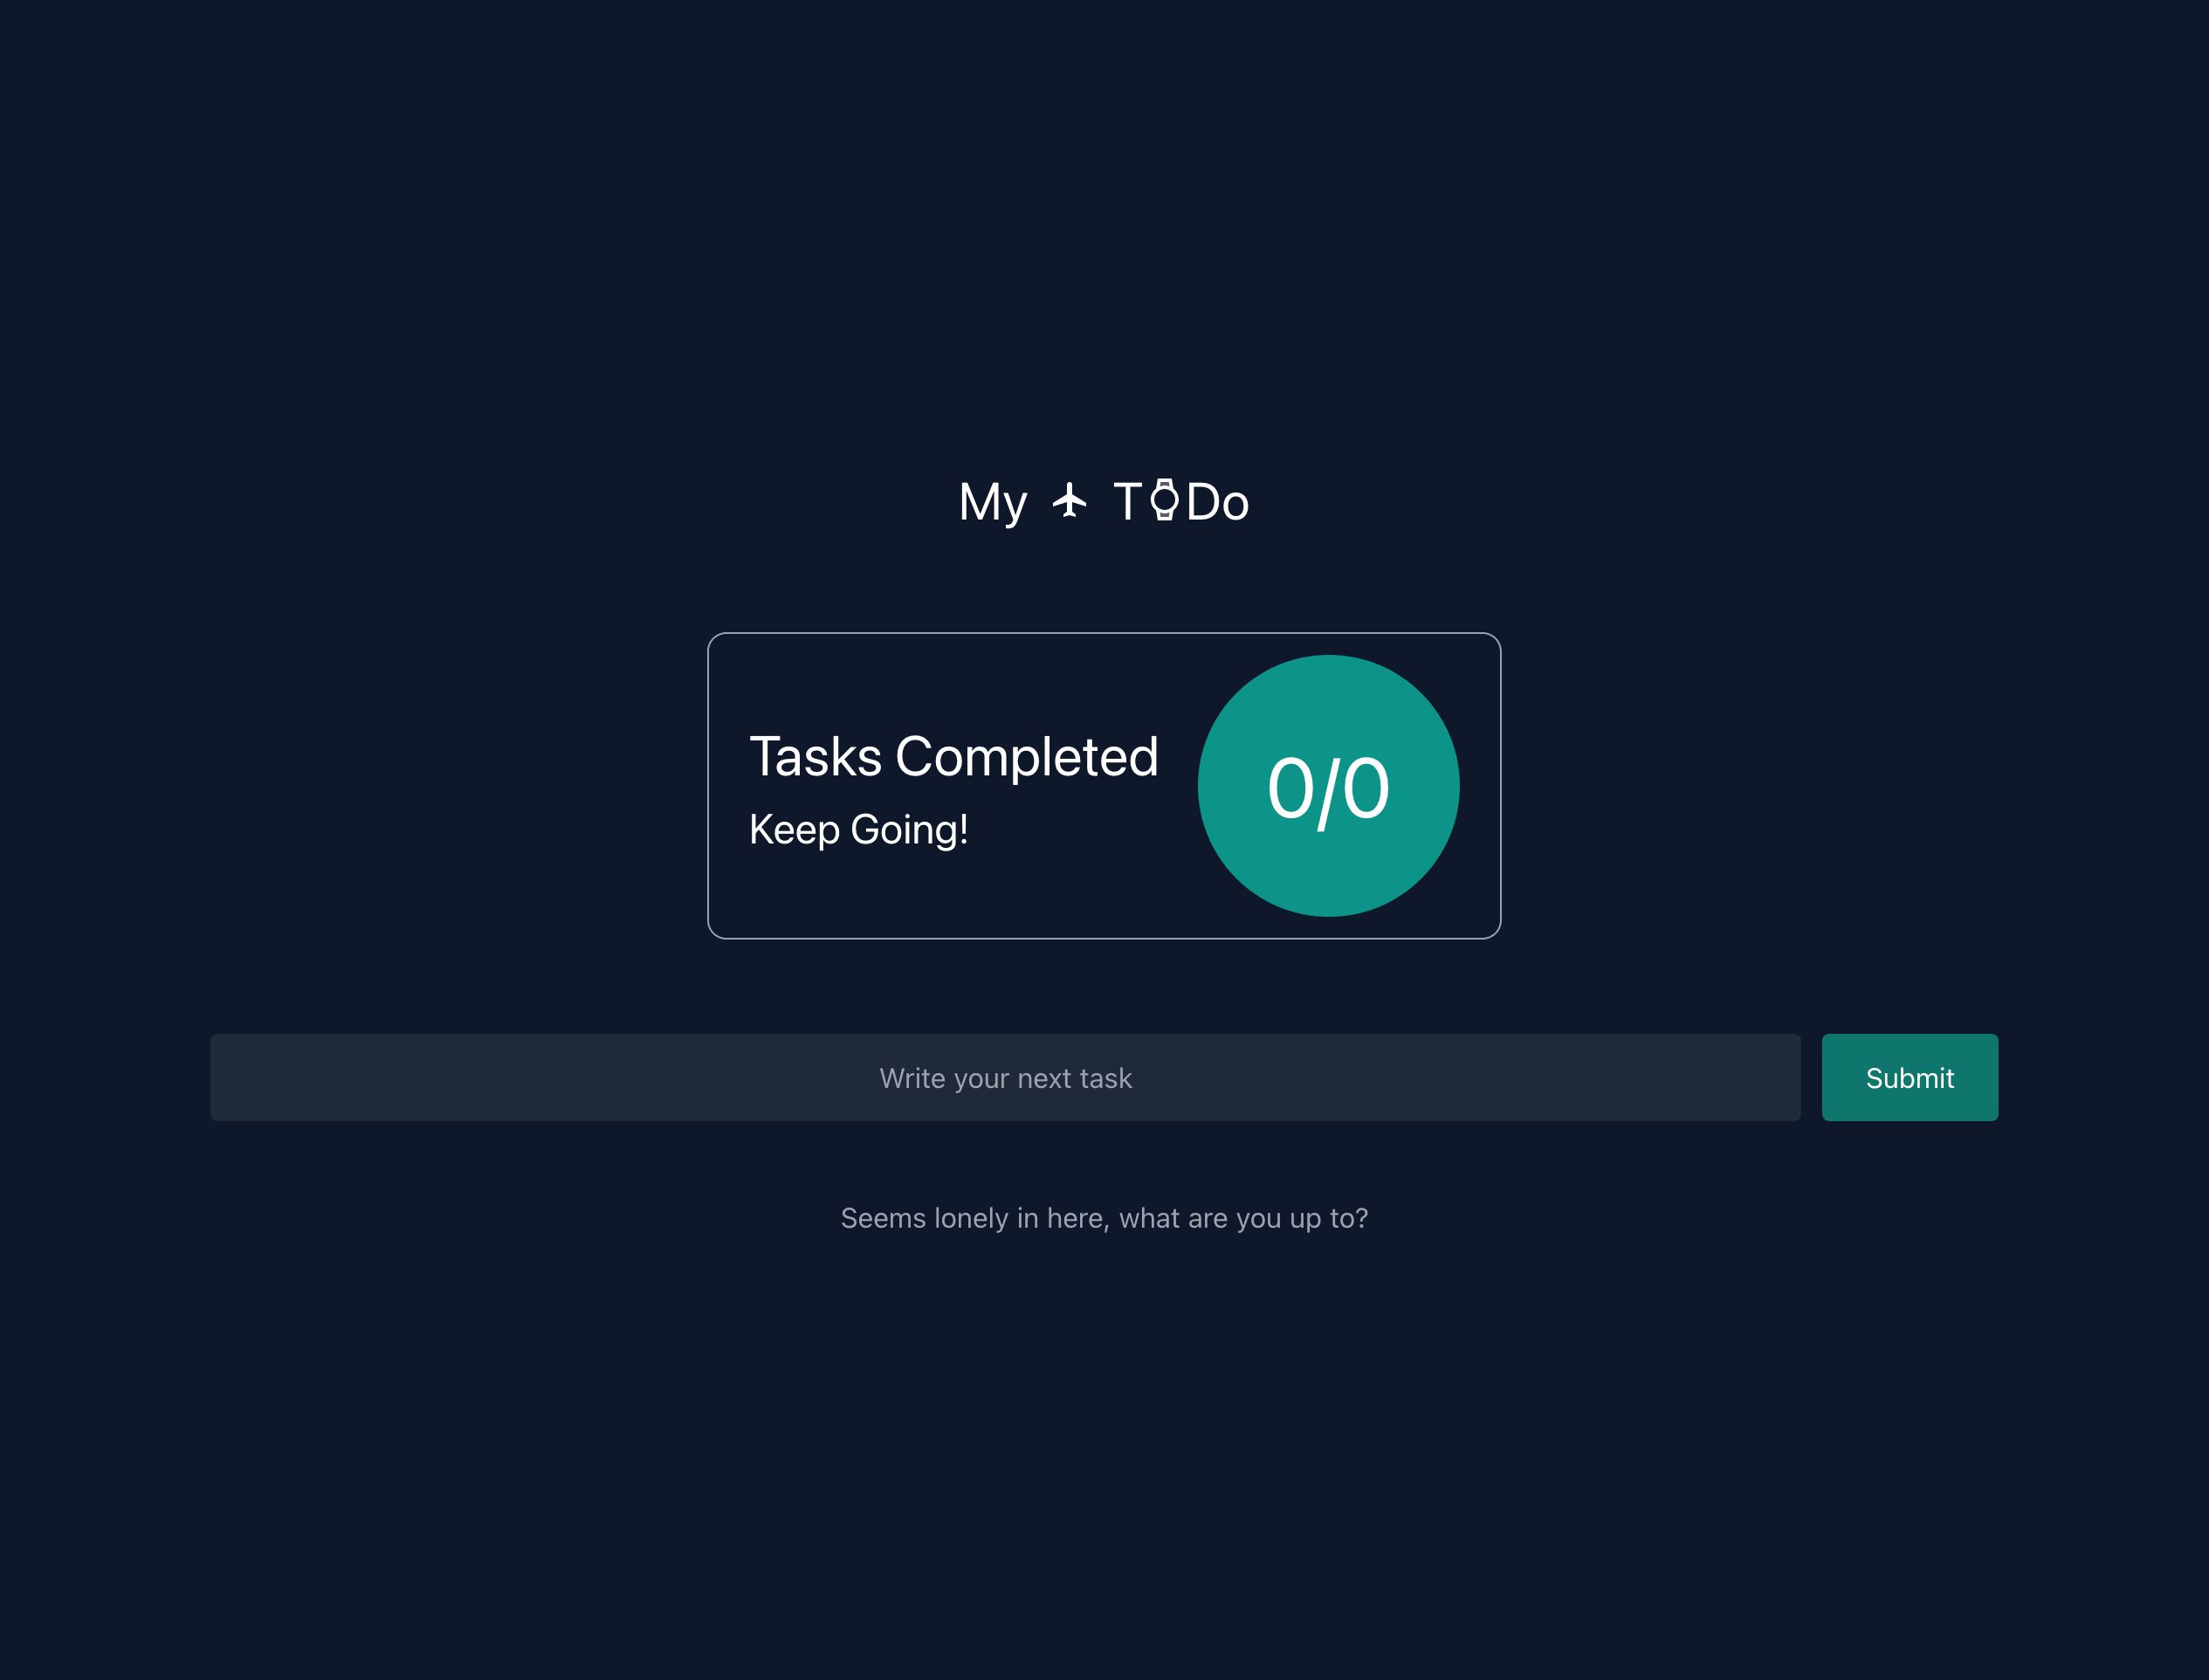 My TDo
Tasks Completed
Keep Going!
0/0
Write your next task
Submit
Seems lonely in here, what are you up to?